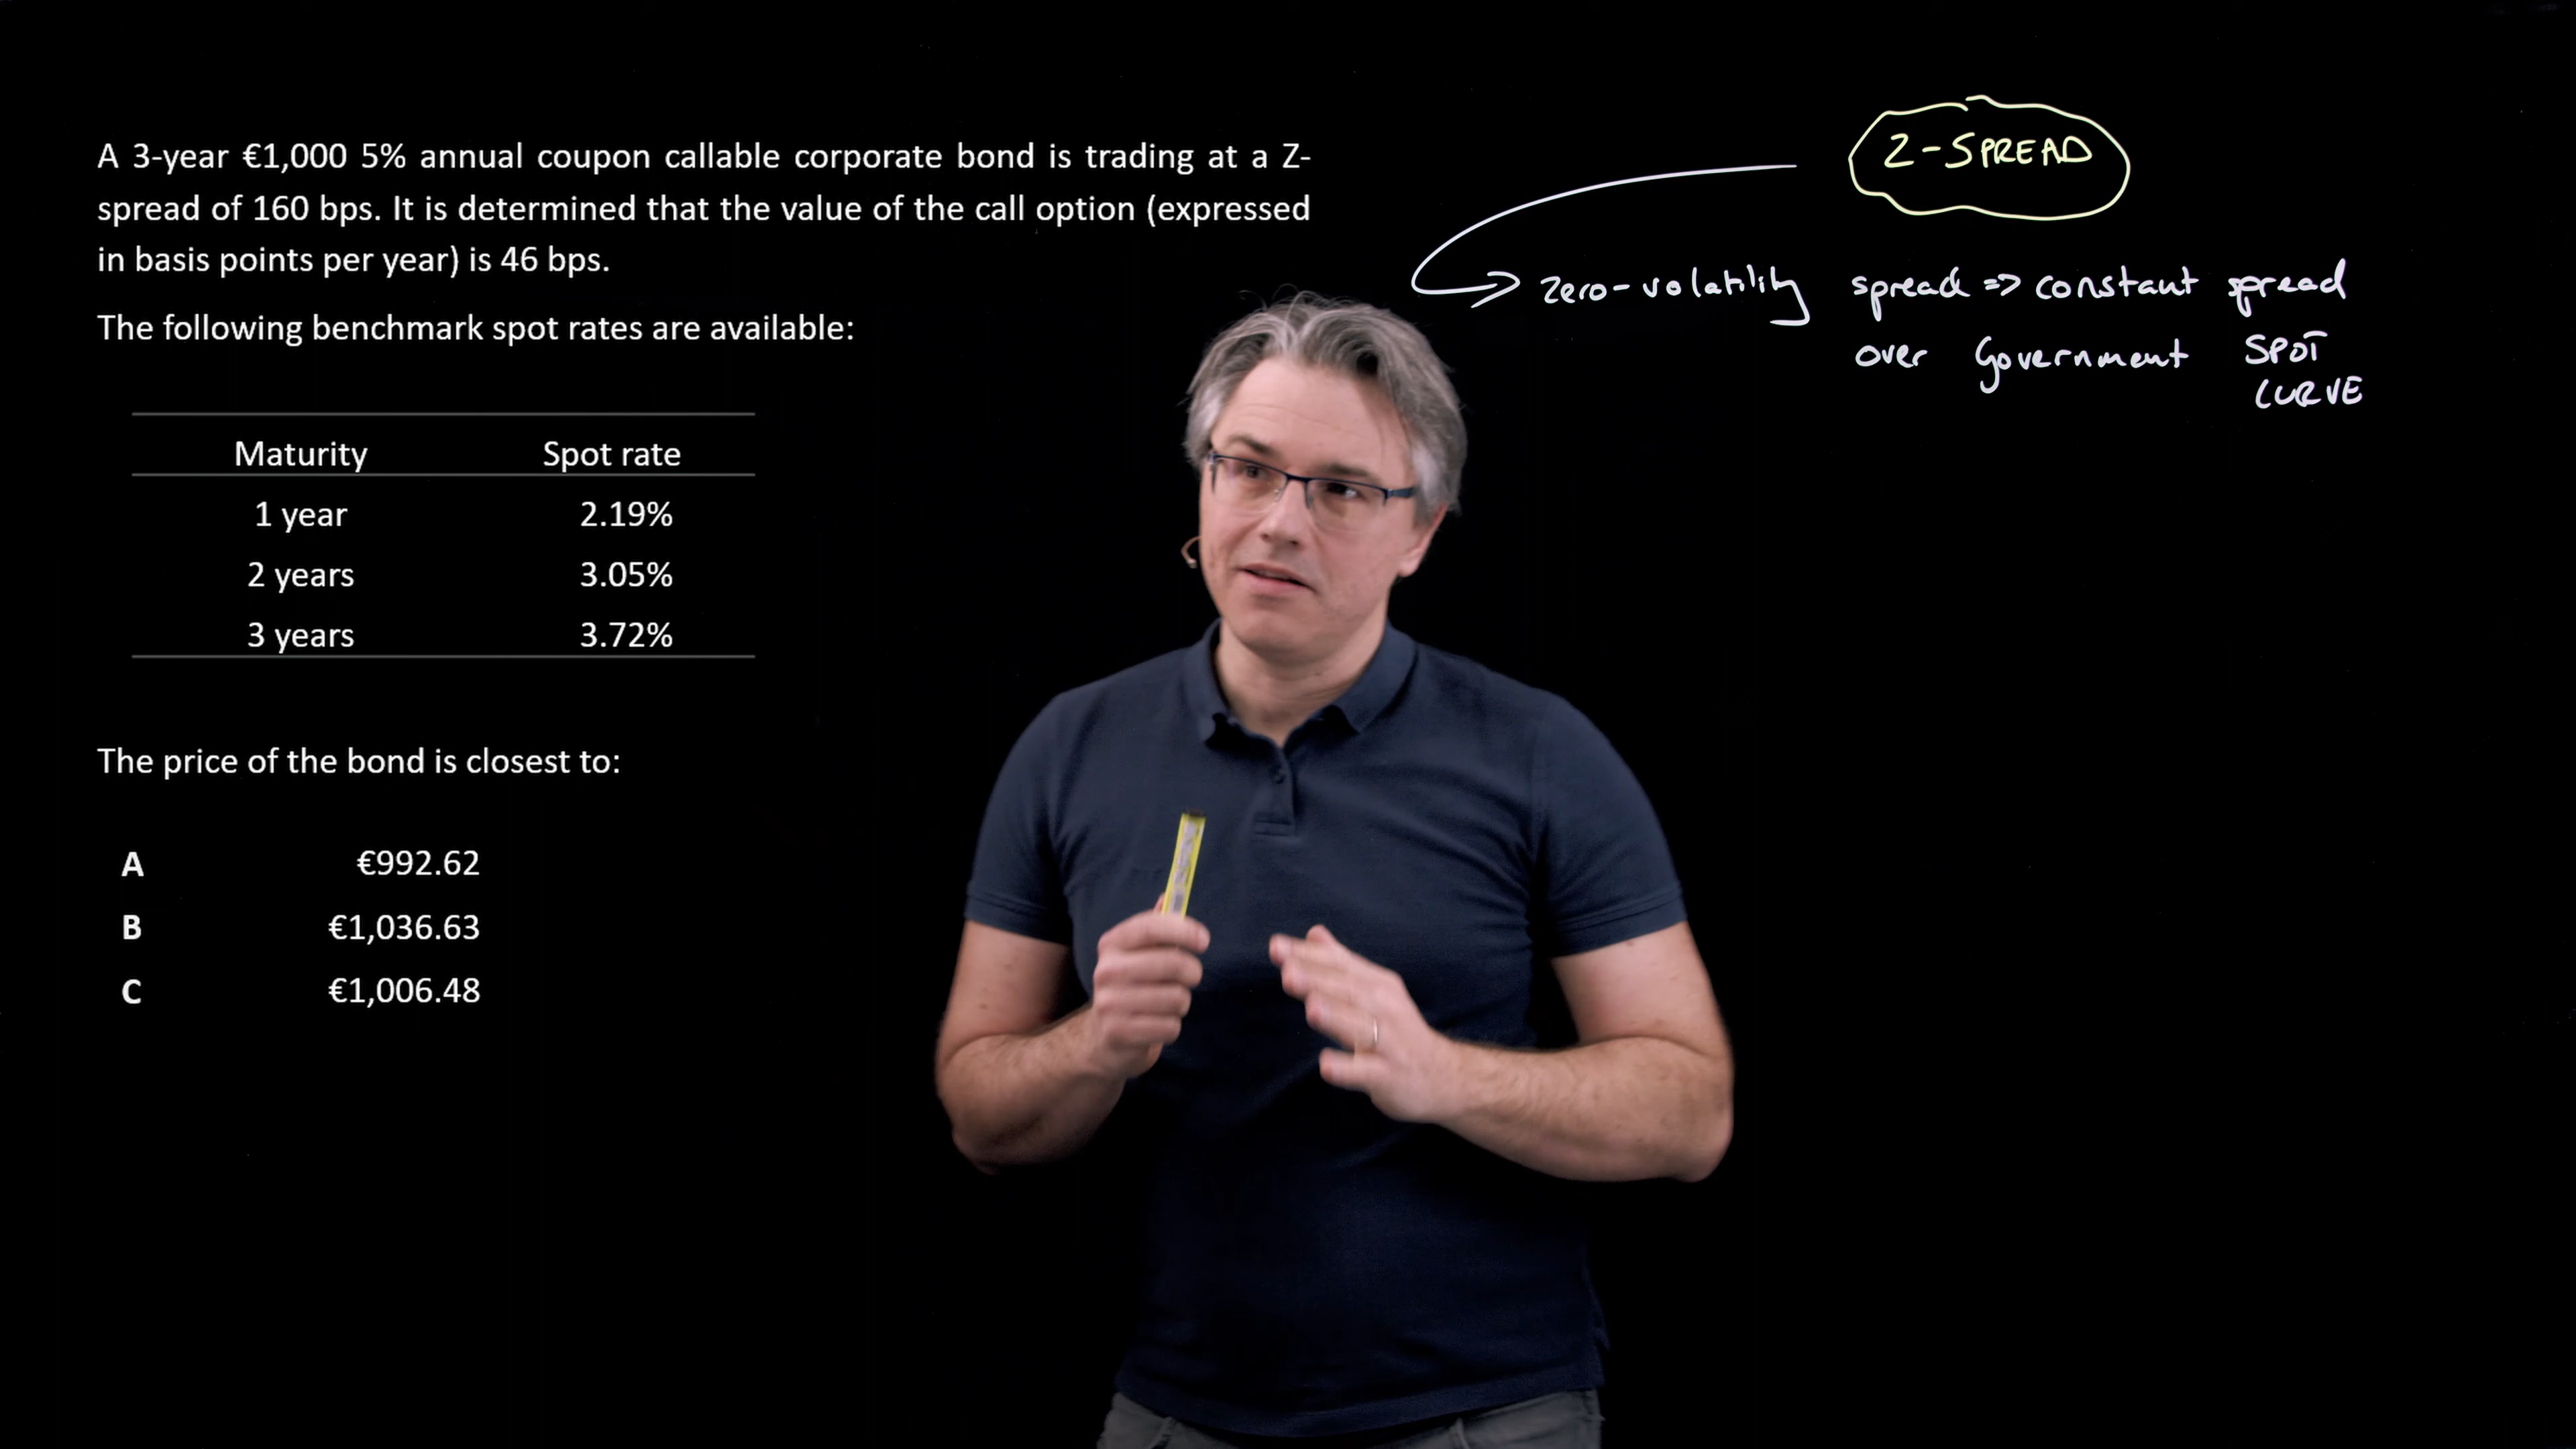 A 3-year €1,000 5% annual coupon callable corporate bond is trading at a Z-
spread of 160 bps. It is determined that the value of the call option (expressed
in basis points per year) is 46 bps.
The following benchmark spot rates are available:
Maturity Spot rate
1 year 2.19%
2 years 3.05%
3 years 3.72%
The price of the bond is closest to:
A €992.62
B €1,036.63
C €1,006.48
Z-SPREAD
zero-volatility spread => constant spread
over Government SPOT
CURVE